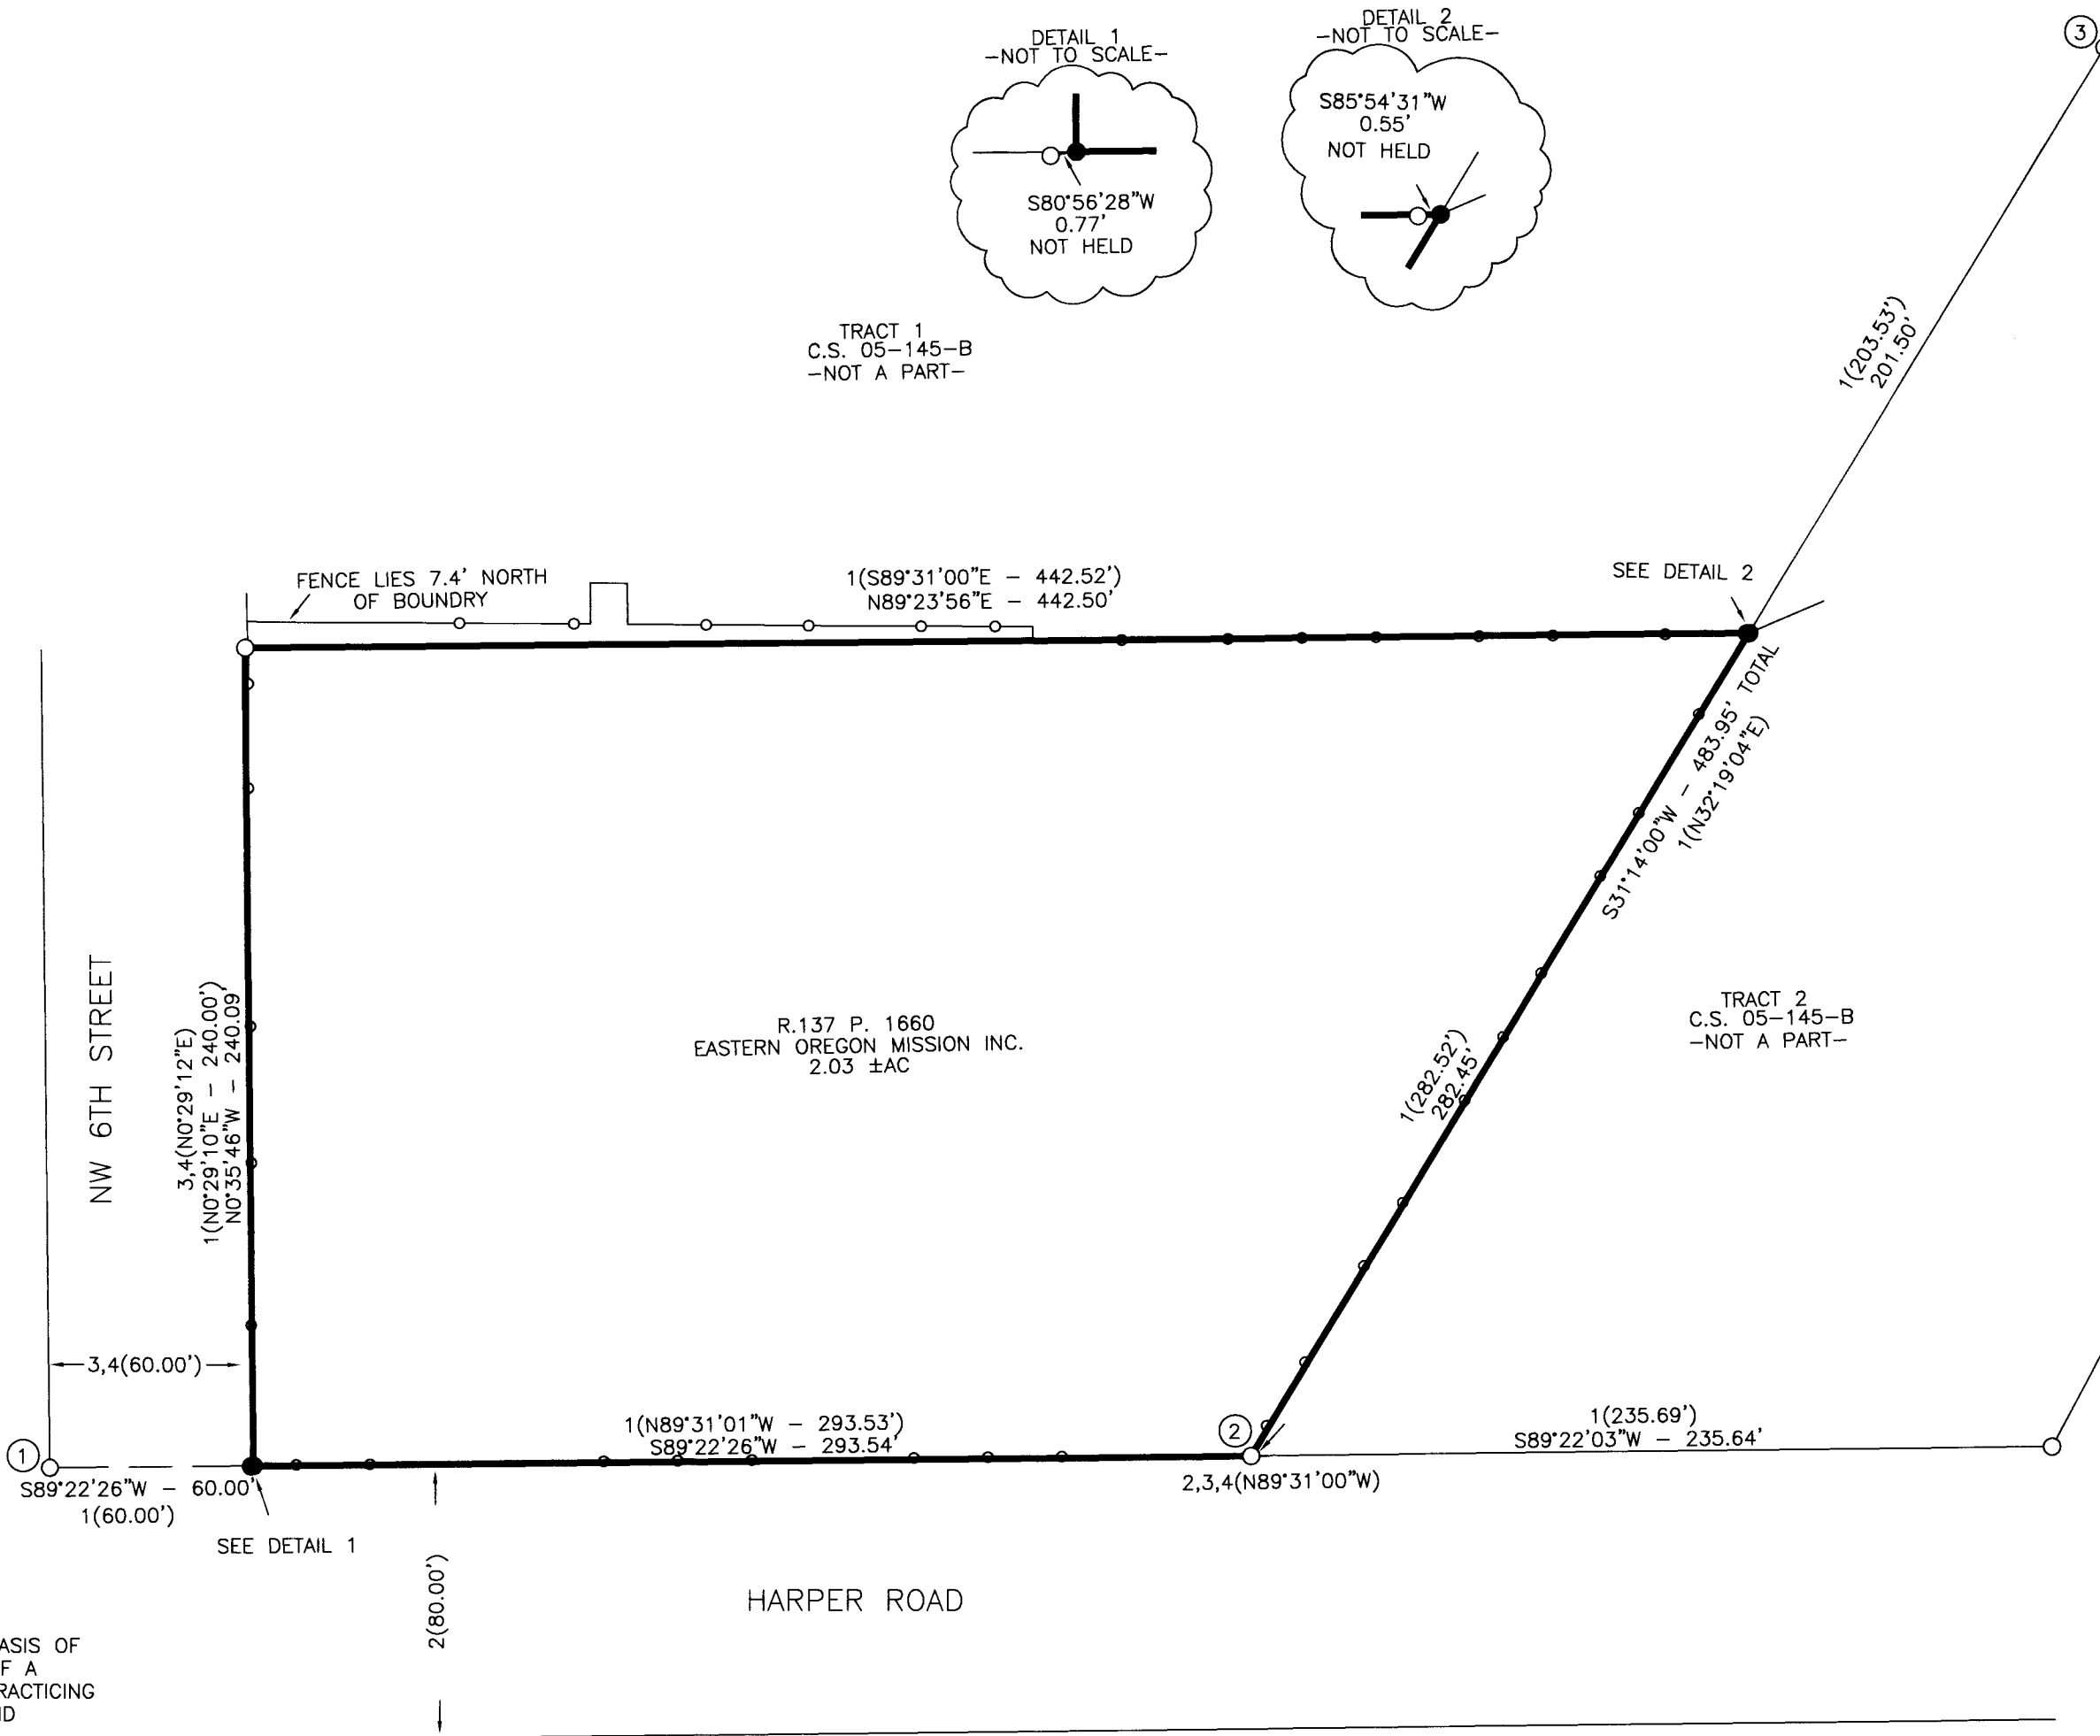 DETAIL 1
-NOT TO SCALE-
S80°56'28"W
0.77'
NOT HELD
DETAIL 2
-NOT TO SCALE-
S85°54'31"W
0.55'
NOT HELD
3
TRACT 1
C.S. 05-145-B
-NOT A PART-
1(203.53')
201.50'
FENCE LIES 7.4' NORTH
OF BOUNDRY
1(S89°31'00"E - 442.52')
N89°23'56"E - 442.50'
SEE DETAIL 2
S31°14'00"W - 483.95' TOTAL
1(N32°19'04"E)
NW 6TH STREET
3,4(N0°29'12"E)
1(N0°29'10"E - 240.00')
N0°35'46"W - 240.09'
R.137 P. 1660
EASTERN OREGON MISSION INC.
2.03 ±AC
1(282.52')
282.45'
TRACT 2
C.S. 05-145-B
-NOT A PART-
3,4(60.00')
1
S89°22'26"W - 60.00'
1(60.00')
SEE DETAIL 1
1(N89°31'01"W - 293.53')
S89°22'26"W - 293.54'
2
2,3,4(N89°31'00"W)
1(235.69')
S89°22'03"W - 235.64'
2(80.00')
HARPER ROAD
ASIS OF
F A
RACTICING
ND